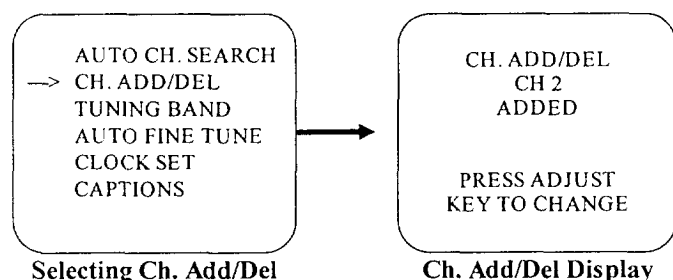 AUTO CH. SEARCH
—> CH. ADD/DEL
TUNING BAND
AUTO FINE TUNE
CLOCK SET
CAPTIONS
Selecting Ch. Add/Del
CH. ADD/DEL
CH 2
ADDED
PRESS ADJUST
KEY TO CHANGE
Ch. Add/Del Display